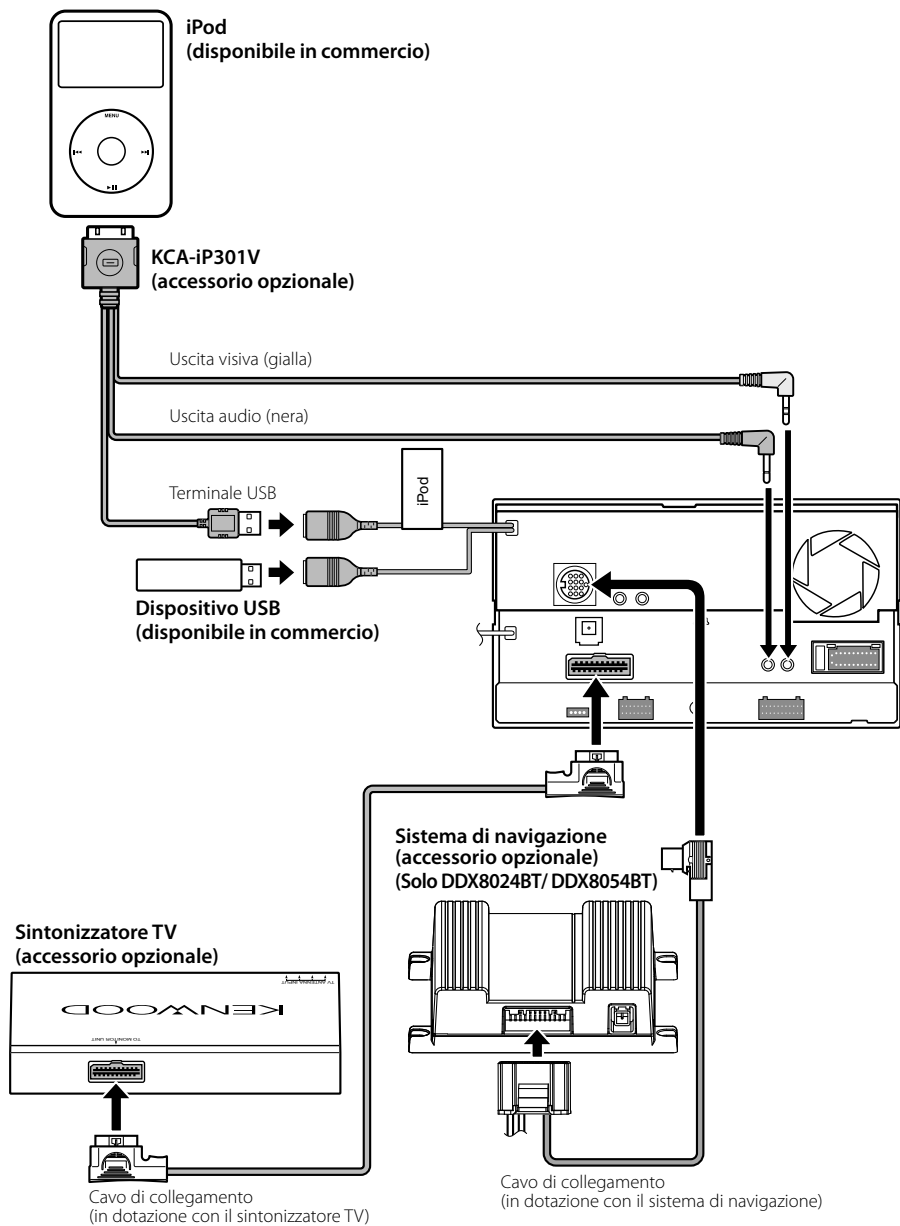 iPod
(disponibile in commercio)
MENU
KCA-iP301V
(accessorio opzionale)
Uscita visiva (gialla)
Uscita audio (nera)
Terminale USB
iPod
Dispositivo USB
(disponibile in commercio)
Sistema di navigazione
(accessorio opzionale)
(Solo DDX8024BT/ DDX8054BT)
Sintonizzatore TV
(accessorio opzionale)
TV ANTENNA INPUT
KENWOOD
TO MONITOR UNIT
Cavo di collegamento
(in dotazione con il sintonizzatore TV)
Cavo di collegamento
(in dotazione con il sistema di navigazione)